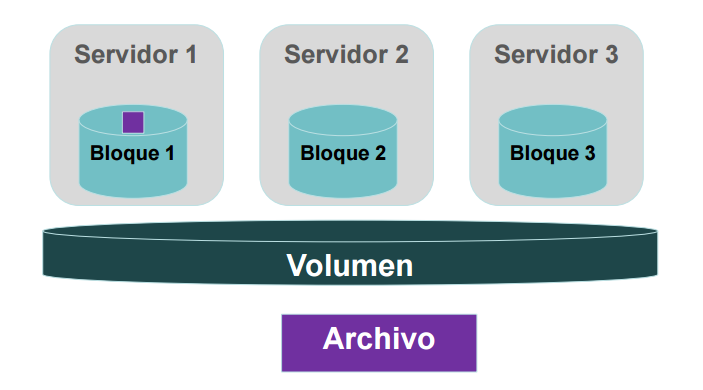 Servidor 1
Servidor 2
Servidor 3
Bloque 1
Bloque 2
Bloque 3
Volumen
Archivo